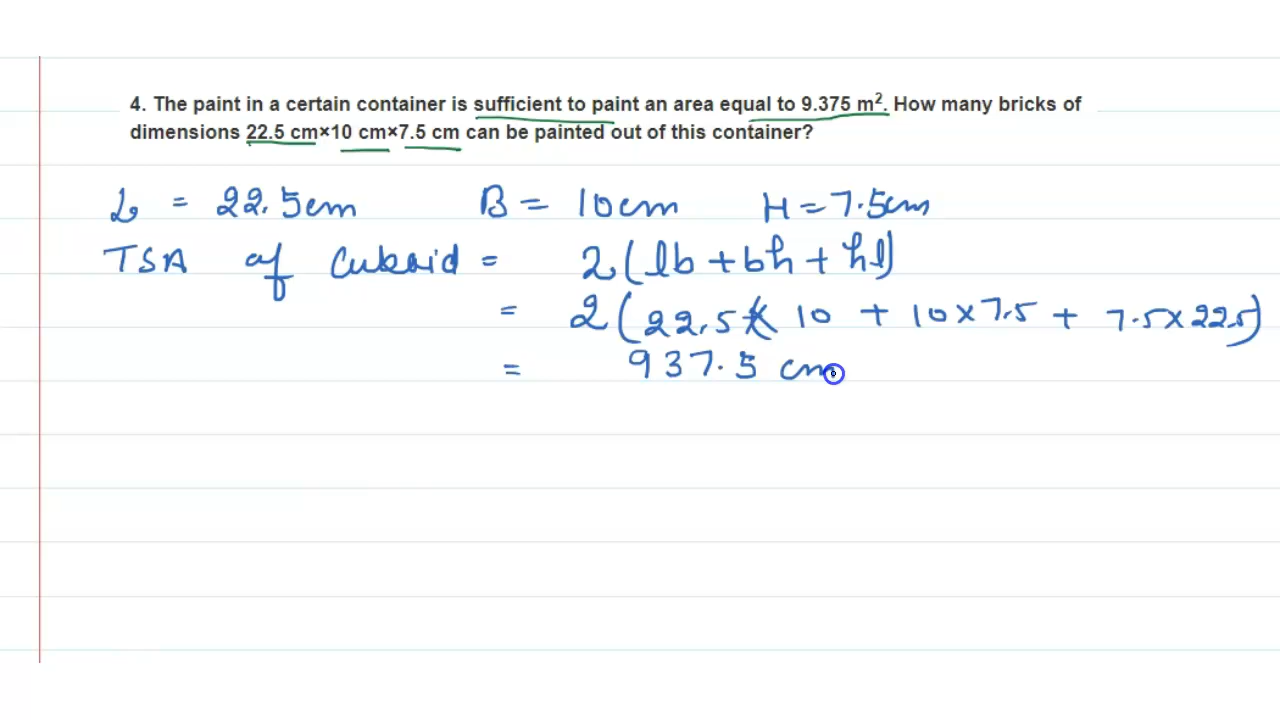 4. The paint in a certain container is sufficient to paint an area equal to 9.375 m². How many bricks of
dimensions 22.5 cm×10 cm×7.5 cm can be painted out of this container?
L = 22.5cm B = 10cm H = 7.5cm
TSA of Cuboid = 2(lb + bh + hl)
= 2(22.5 × 10 + 10 × 7.5 + 7.5 × 22.5)
= 937.5 cm